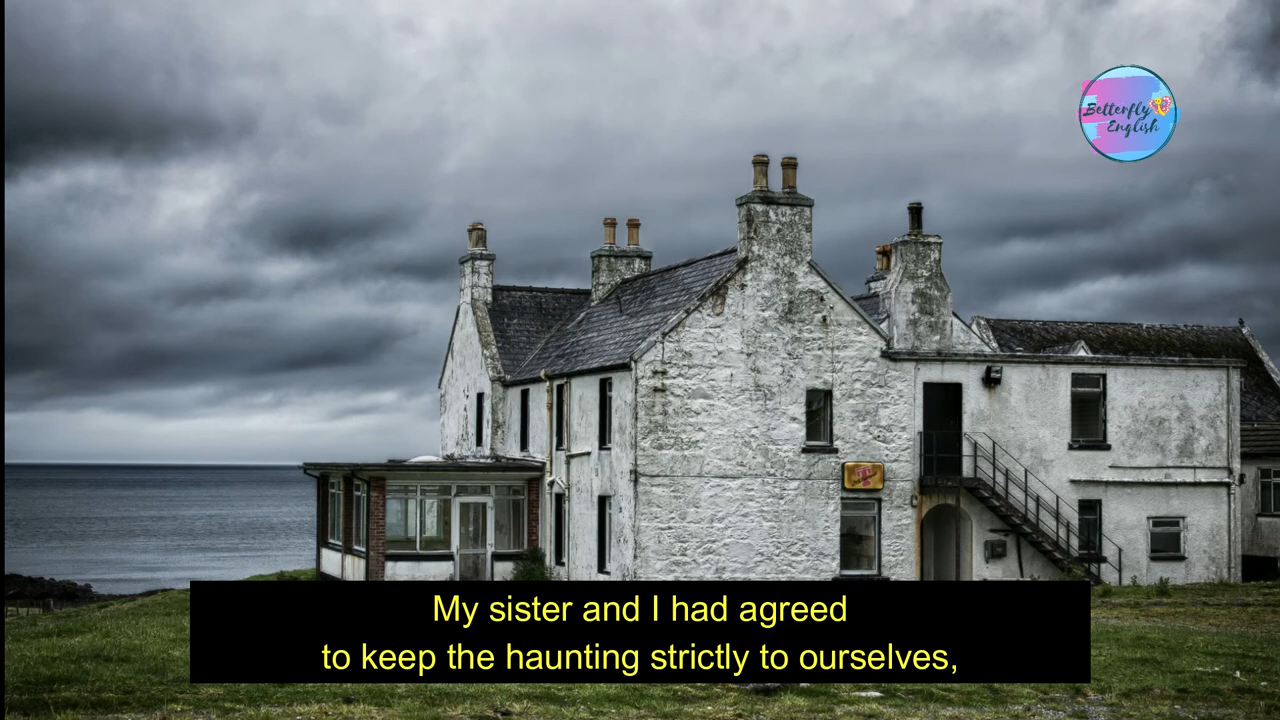 Betterfly
English
My sister and I had agreed
to keep the haunting strictly to ourselves,